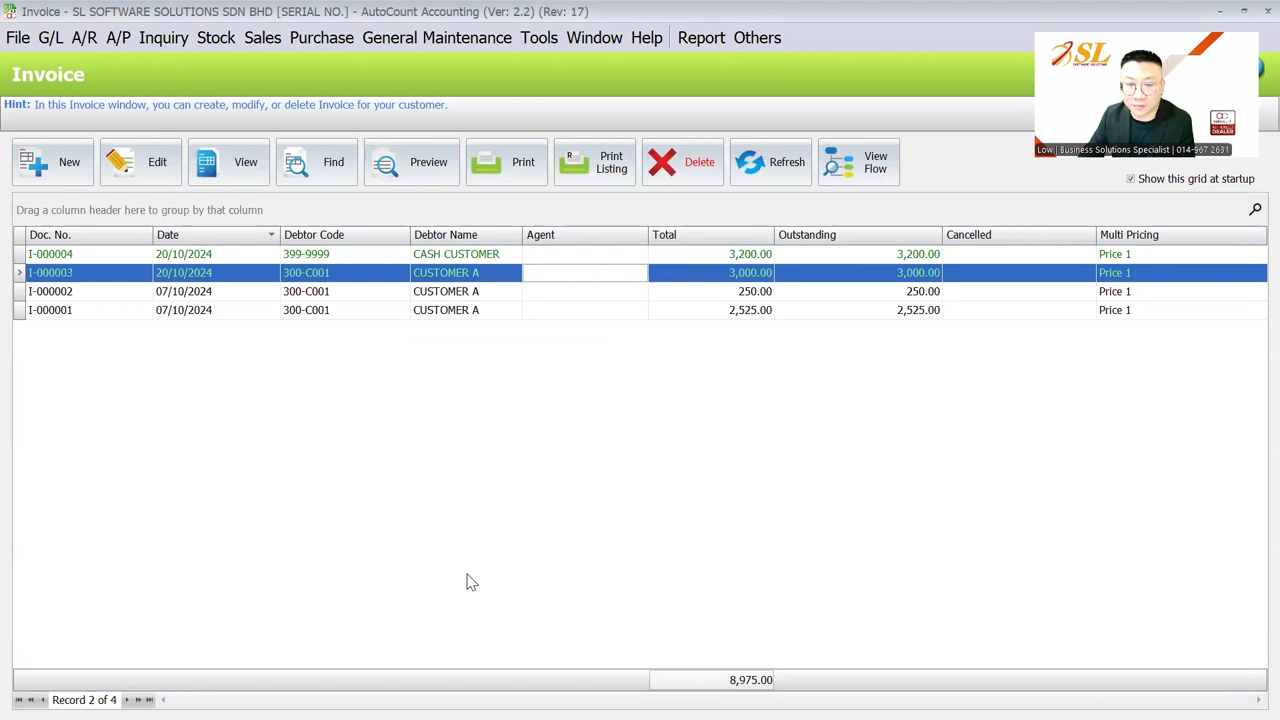 Invoice - SL SOFTWARE SOLUTIONS SDN BHD [SERIAL NO.] - AutoCount Accounting (Ver: 2.2) (Rev: 17)
File G/L A/R A/P Inquiry Stock Sales Purchase General Maintenance Tools Window Help Report Others
Invoice
Hint: In this Invoice window, you can create, modify, or delete Invoice for your customer.
SL
SOFTWARE SOLUTIONS
DEALER
Low | Business Solutions Specialist | 014-967 2631
New Edit View Find Preview Print Print Listing Delete Refresh View Flow
Show this grid at startup
Drag a column header here to group by that column
Doc. No. Date Debtor Code Debtor Name Agent Total Outstanding Cancelled Multi Pricing
I-000004 20/10/2024 399-9999 CASH CUSTOMER 3,200.00 3,200.00 Price 1
I-000003 20/10/2024 300-C001 CUSTOMER A 3,000.00 3,000.00 Price 1
I-000002 07/10/2024 300-C001 CUSTOMER A 250.00 250.00 Price 1
I-000001 07/10/2024 300-C001 CUSTOMER A 2,525.00 2,525.00 Price 1
8,975.00
Record 2 of 4